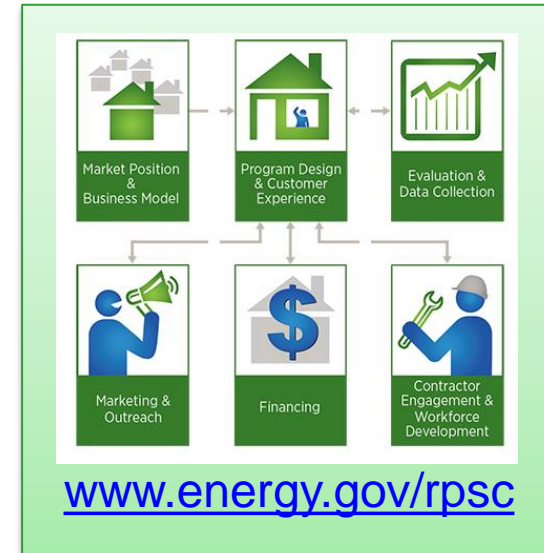 Market Position
&
Business Model
Program Design
& Customer
Experience
Evaluation &
Data Collection
Marketing &
Outreach
$
Financing
Contractor
Engagement &
Workforce
Development
www.energy.gov/rpsc